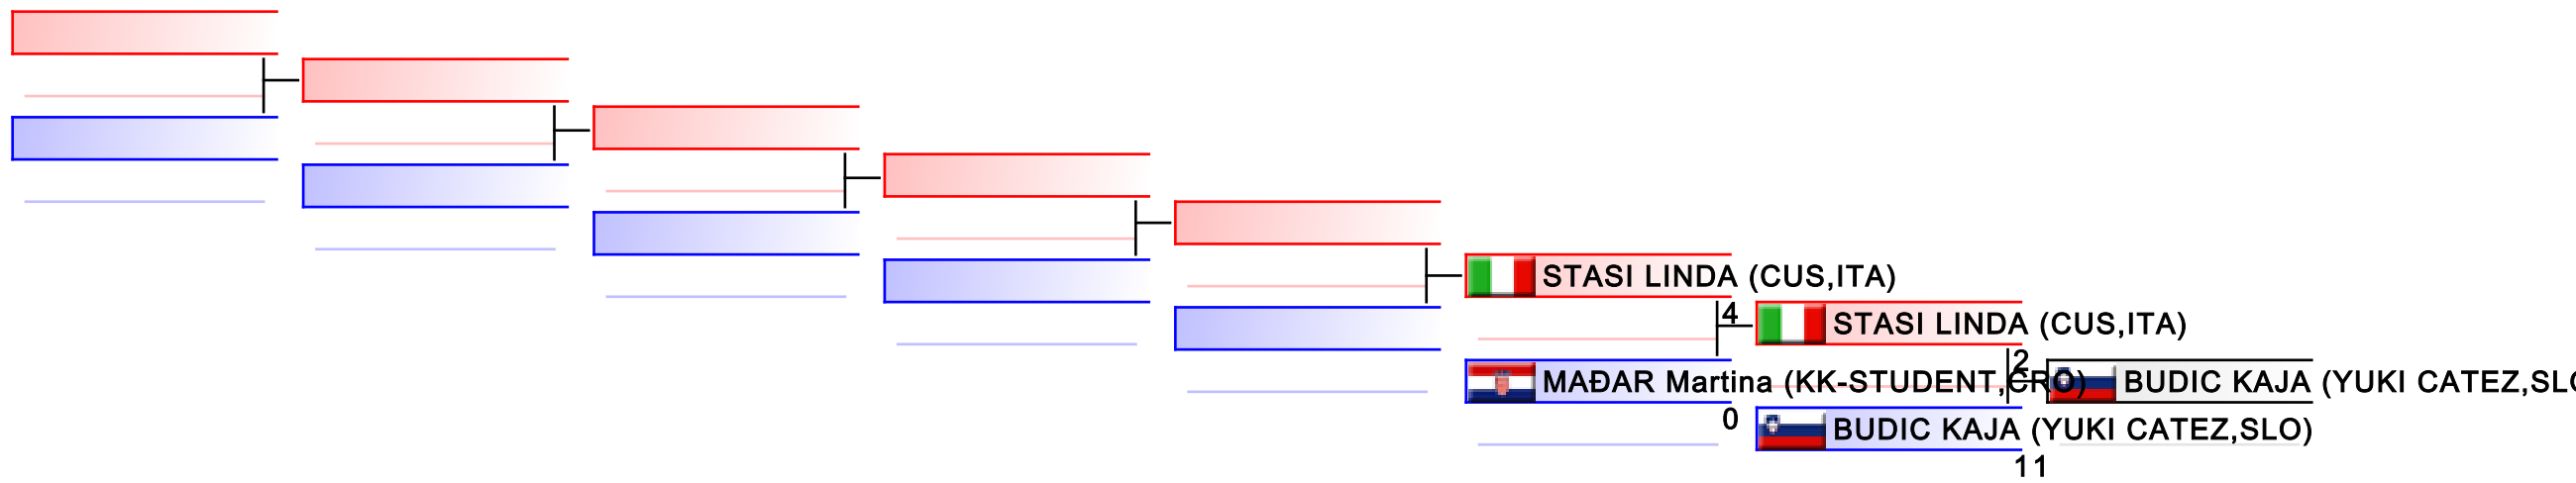 STASI LINDA (CUS,ITA)
4
STASI LINDA (CUS,ITA)
2
MAĐAR Martina (KK-STUDENT,CRO)
BUDIC KAJA (YUKI CATEZ,SLO
0
BUDIC KAJA (YUKI CATEZ,SLO)
11